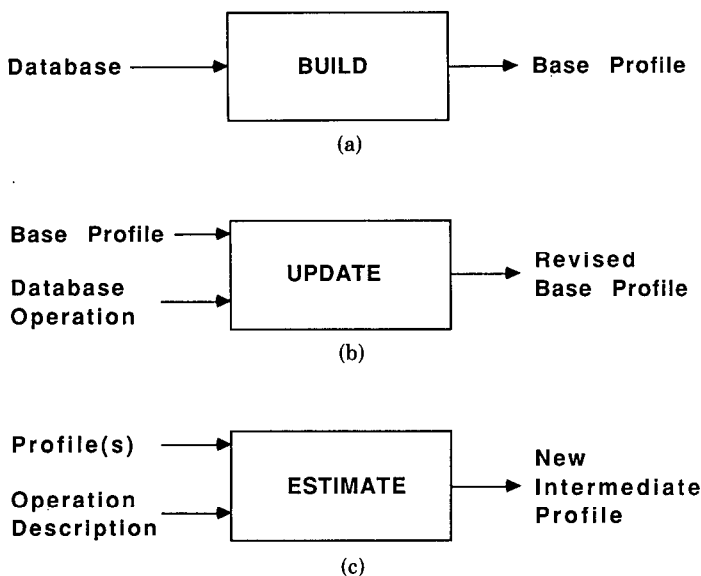 Database
BUILD
Base Profile
(a)
Base Profile
Database
Operation
UPDATE
Revised
Base Profile
(b)
Profile(s)
Operation
Description
ESTIMATE
New
Intermediate
Profile
(c)